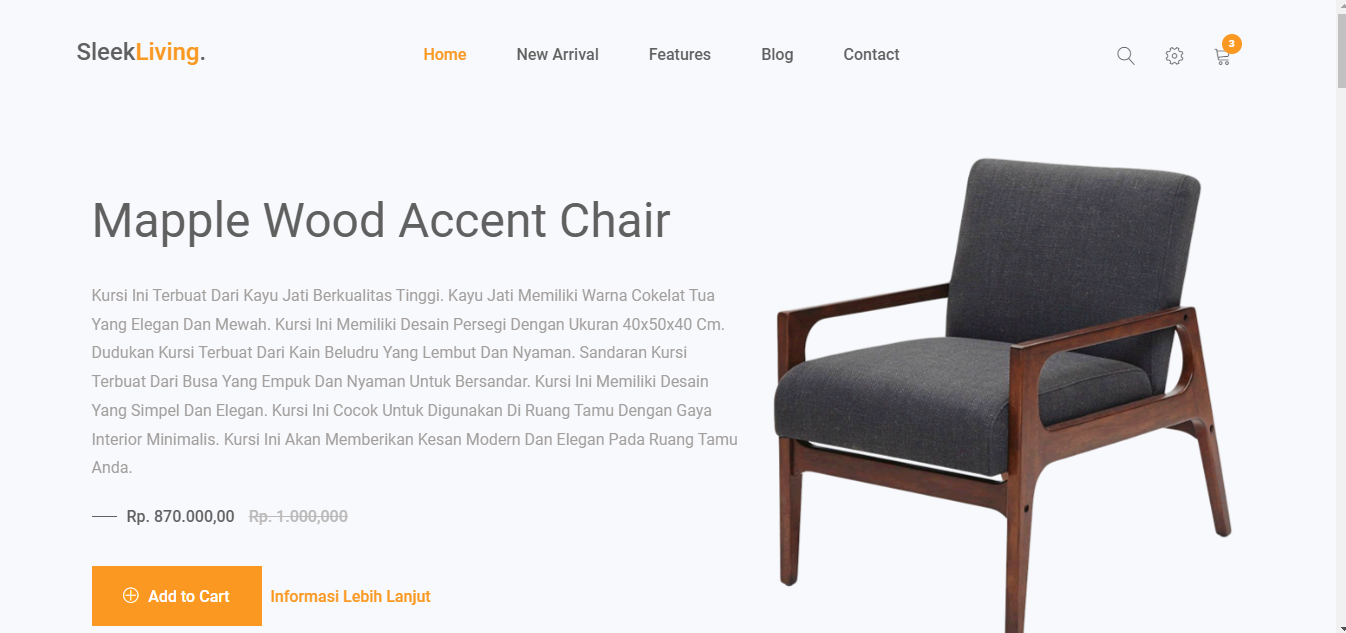 SleekLiving.
Home New Arrival Features Blog Contact
3
Mapple Wood Accent Chair
Kursi Ini Terbuat Dari Kayu Jati Berkualitas Tinggi. Kayu Jati Memiliki Warna Cokelat Tua
Yang Elegan Dan Mewah. Kursi Ini Memiliki Desain Persegi Dengan Ukuran 40x50x40 Cm.
Dudukan Kursi Terbuat Dari Kain Beludru Yang Lembut Dan Nyaman. Sandaran Kursi
Terbuat Dari Busa Yang Empuk Dan Nyaman Untuk Bersandar. Kursi Ini Memiliki Desain
Yang Simpel Dan Elegan. Kursi Ini Cocok Untuk Digunakan Di Ruang Tamu Dengan Gaya
Interior Minimalis. Kursi Ini Akan Memberikan Kesan Modern Dan Elegan Pada Ruang Tamu
Anda.
Rp. 870.000,00 Rp. 1.000,000
Add to Cart Informasi Lebih Lanjut